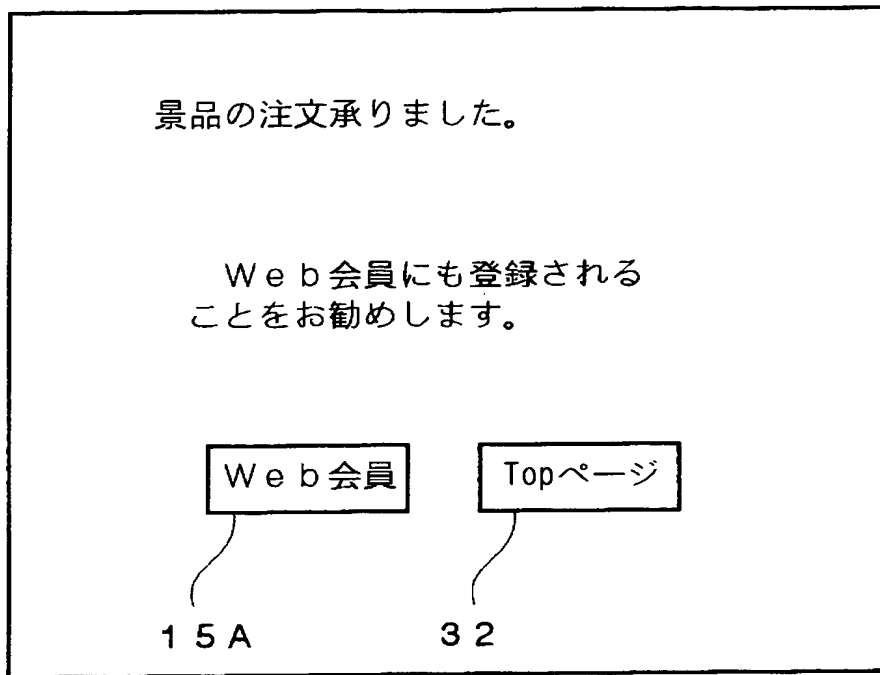 景品の注文承りました。
Ｗｅｂ会員にも登録される
ことをお勧めします。
Ｗｅｂ会員
Topページ
１５Ａ
３２